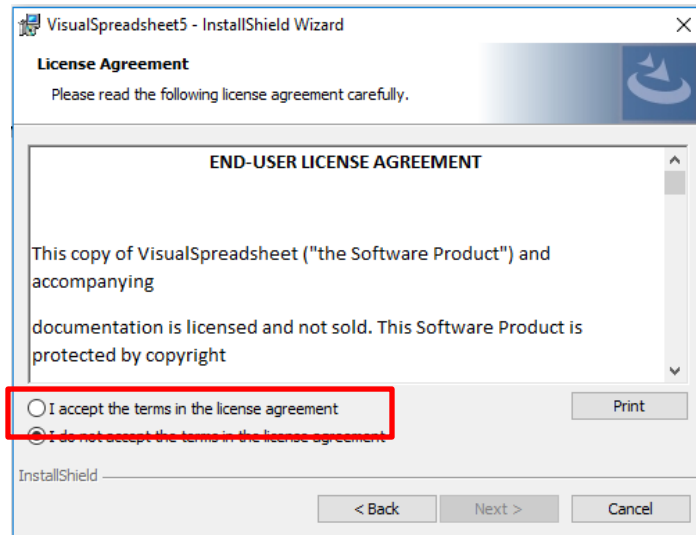 VisualSpreadsheet5 - InstallShield Wizard
License Agreement
Please read the following license agreement carefully.
END-USER LICENSE AGREEMENT
This copy of VisualSpreadsheet ("the Software Product") and
accompanying
documentation is licensed and not sold. This Software Product is
protected by copyright
I accept the terms in the license agreement
Print
I do not accept the terms in the license agreement
InstallShield
< Back Next > Cancel